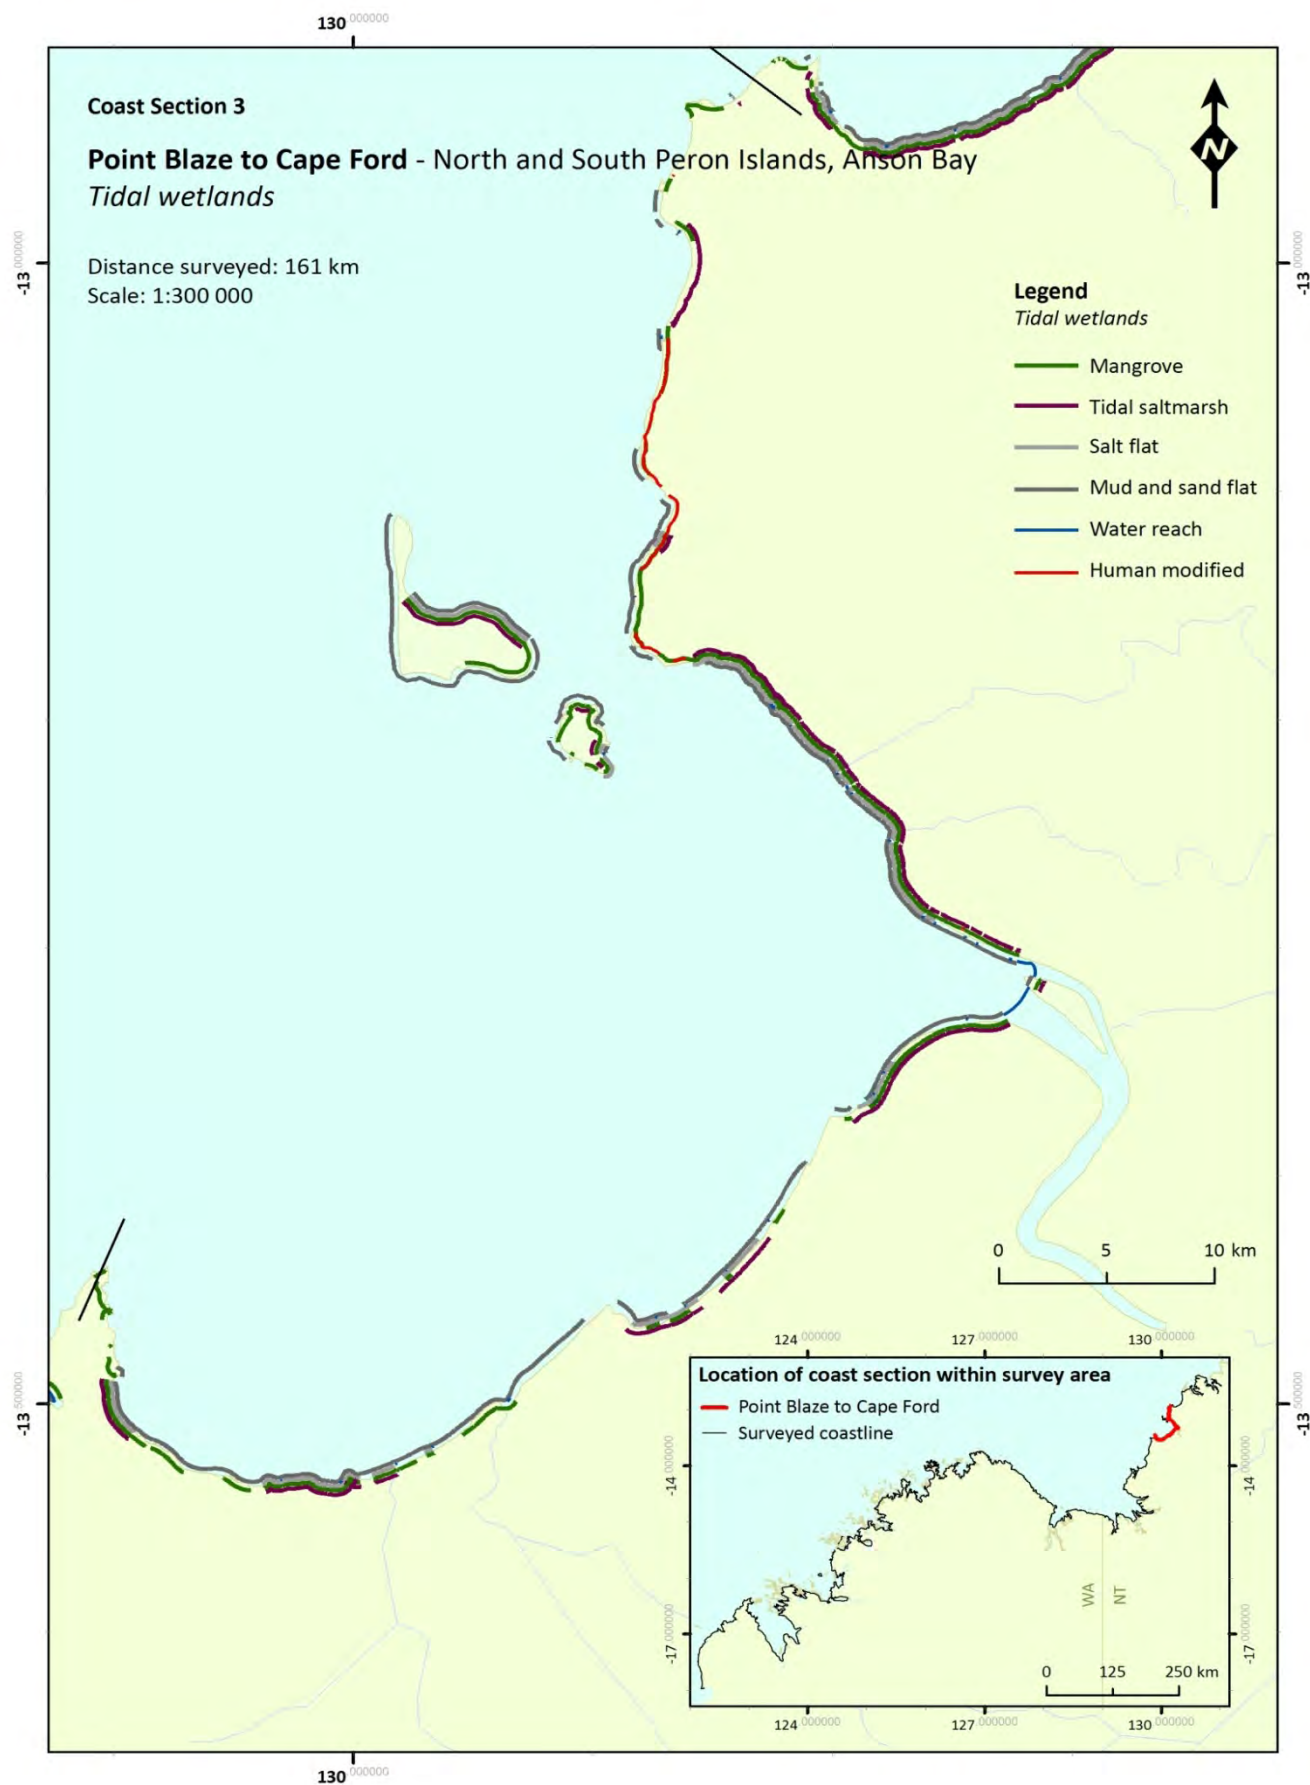 130.000000
Coast Section 3
Point Blaze to Cape Ford - North and South Peron Islands, Anson Bay
Tidal wetlands
Distance surveyed: 161 km
Scale: 1:300 000
N
-13.000000
-13.000000
Legend
Tidal wetlands
Mangrove
Tidal saltmarsh
Salt flat
Mud and sand flat
Water reach
Human modified
0 5 10 km
-13.500000
-13.500000
124.000000 127.000000 130.000000
Location of coast section within survey area
Point Blaze to Cape Ford
Surveyed coastline
-14.000000
-14.000000
WA
NT
-17.000000
-17.000000
0 125 250 km
124.000000 127.000000 130.000000
130.000000